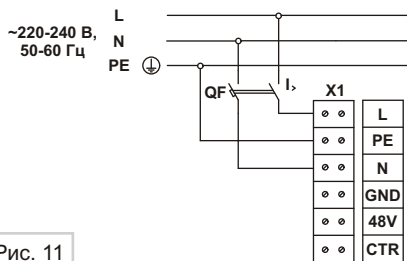 L
~220-240 В,
50-60 Гц
N
PE
QF
I>
X1
L
PE
N
GND
48V
CTR
Рис. 11